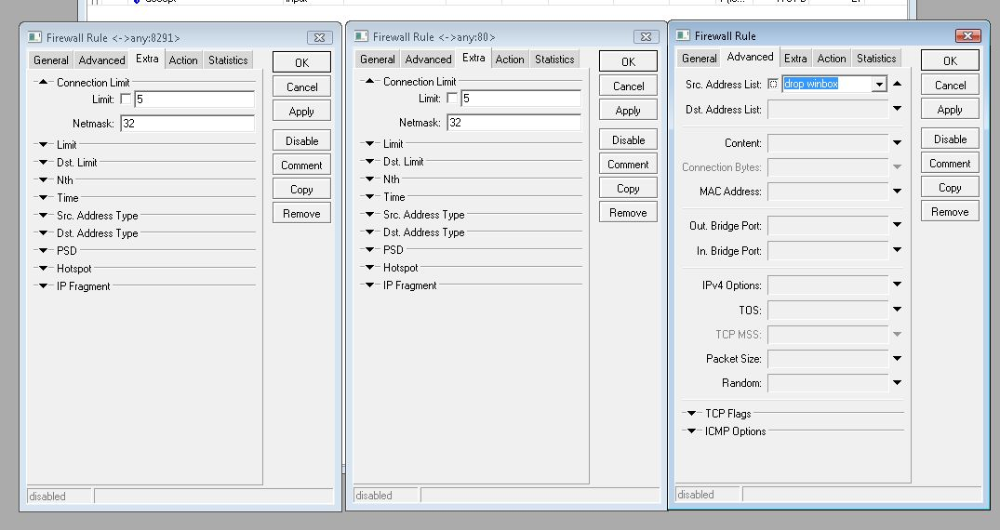 accept input
Firewall Rule <->any:8291>
General Advanced Extra Action Statistics
Connection Limit
Limit: 5
Netmask: 32
Limit
Dst. Limit
Nth
Time
Src. Address Type
Dst. Address Type
PSD
Hotspot
IP Fragment
OK
Cancel
Apply
Disable
Comment
Copy
Remove
disabled
Firewall Rule <->any:80>
General Advanced Extra Action Statistics
Connection Limit
Limit: 5
Netmask: 32
Limit
Dst. Limit
Nth
Time
Src. Address Type
Dst. Address Type
PSD
Hotspot
IP Fragment
OK
Cancel
Apply
Disable
Comment
Copy
Remove
disabled
Firewall Rule
General Advanced Extra Action Statistics
Src. Address List: drop winbox
Dst. Address List:
Content:
Connection Bytes:
MAC Address:
Out. Bridge Port:
In. Bridge Port:
IPv4 Options:
TOS:
TCP MSS:
Packet Size:
Random:
TCP Flags
ICMP Options
OK
Cancel
Apply
Disable
Comment
Copy
Remove
disabled